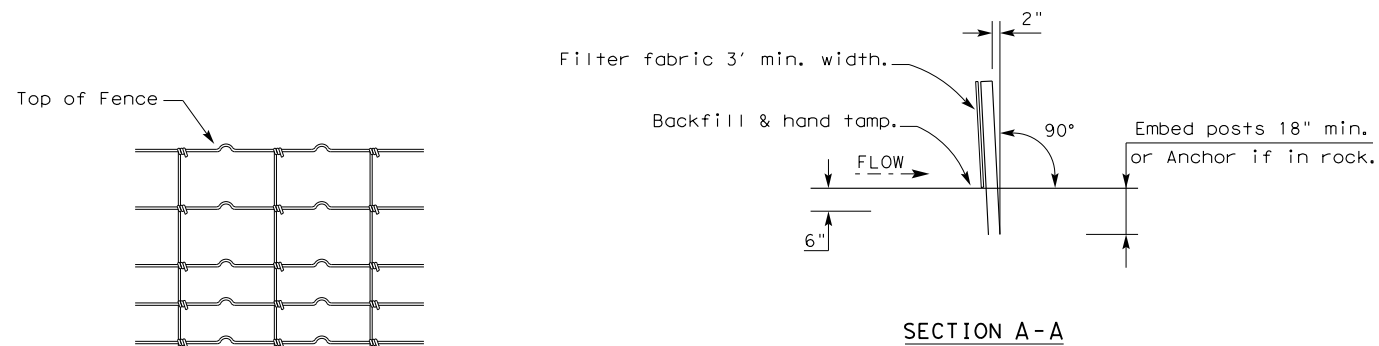 2"
Filter fabric 3' min. width.
Top of Fence
Backfill & hand tamp.
90°
Embed posts 18" min.
or Anchor if in rock.
FLOW
6"
SECTION A-A